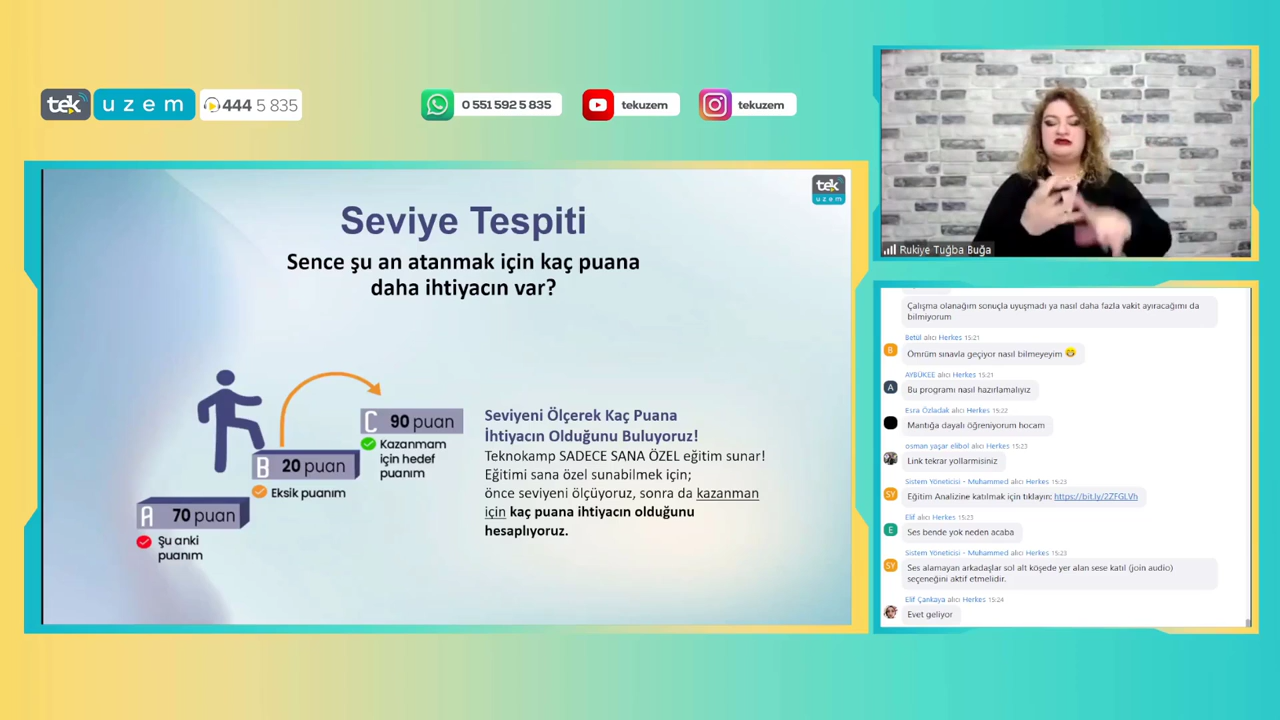 tek uzem 444 5 835
0 551 592 5 835
tekuzem
tekuzem
tek
uzem
Seviye Tespiti
Sence şu an atanmak için kaç puana
daha ihtiyacın var?
C 90 puan
Kazanmam
için hedef
puanım
B 20 puan
Eksik puanım
A 70 puan
Şu anki
puanım
Seviyeni Ölçerek Kaç Puana
İhtiyacın Olduğunu Buluyoruz!
Teknokamp SADECE SANA ÖZEL eğitim sunar!
Eğitimi sana özel sunabilmek için;
önce seviyeni ölçüyoruz, sonra da kazanman
için kaç puana ihtiyacın olduğunu
hesaplıyoruz.
Rukiye Tuğba Buğa
Çalışma olanağım sonuçla uyuşmadı ya nasıl daha fazla vakit ayıracağımı da
bilmiyorum
Betül alıcı Herkes 15:21
B
Ömrüm sınavla geçiyor nasıl bilmeyeyim
AYBÜKEE alıcı Herkes 15:21
A
Bu programı nasıl hazırlamalıyız
Esra Özladak alıcı Herkes 15:22
Mantığa dayalı öğreniyorum hocam
osman yaşar elibol alıcı Herkes 15:23
Link tekrar yollarmisiniz
Sistem Yöneticisi - Muhammed alıcı Herkes 15:23
SY
Eğitim Analizine katılmak için tıklayın: https://bit.ly/2ZFGLVh
Elif alıcı Herkes 15:23
E
Ses bende yok neden acaba
Sistem Yöneticisi - Muhammed alıcı Herkes 15:23
SY
Ses alamayan arkadaşlar sol alt köşede yer alan sese katıl (join audio)
seçeneğini aktif etmelidir.
Elif Çankaya alıcı Herkes 15:24
Evet geliyor